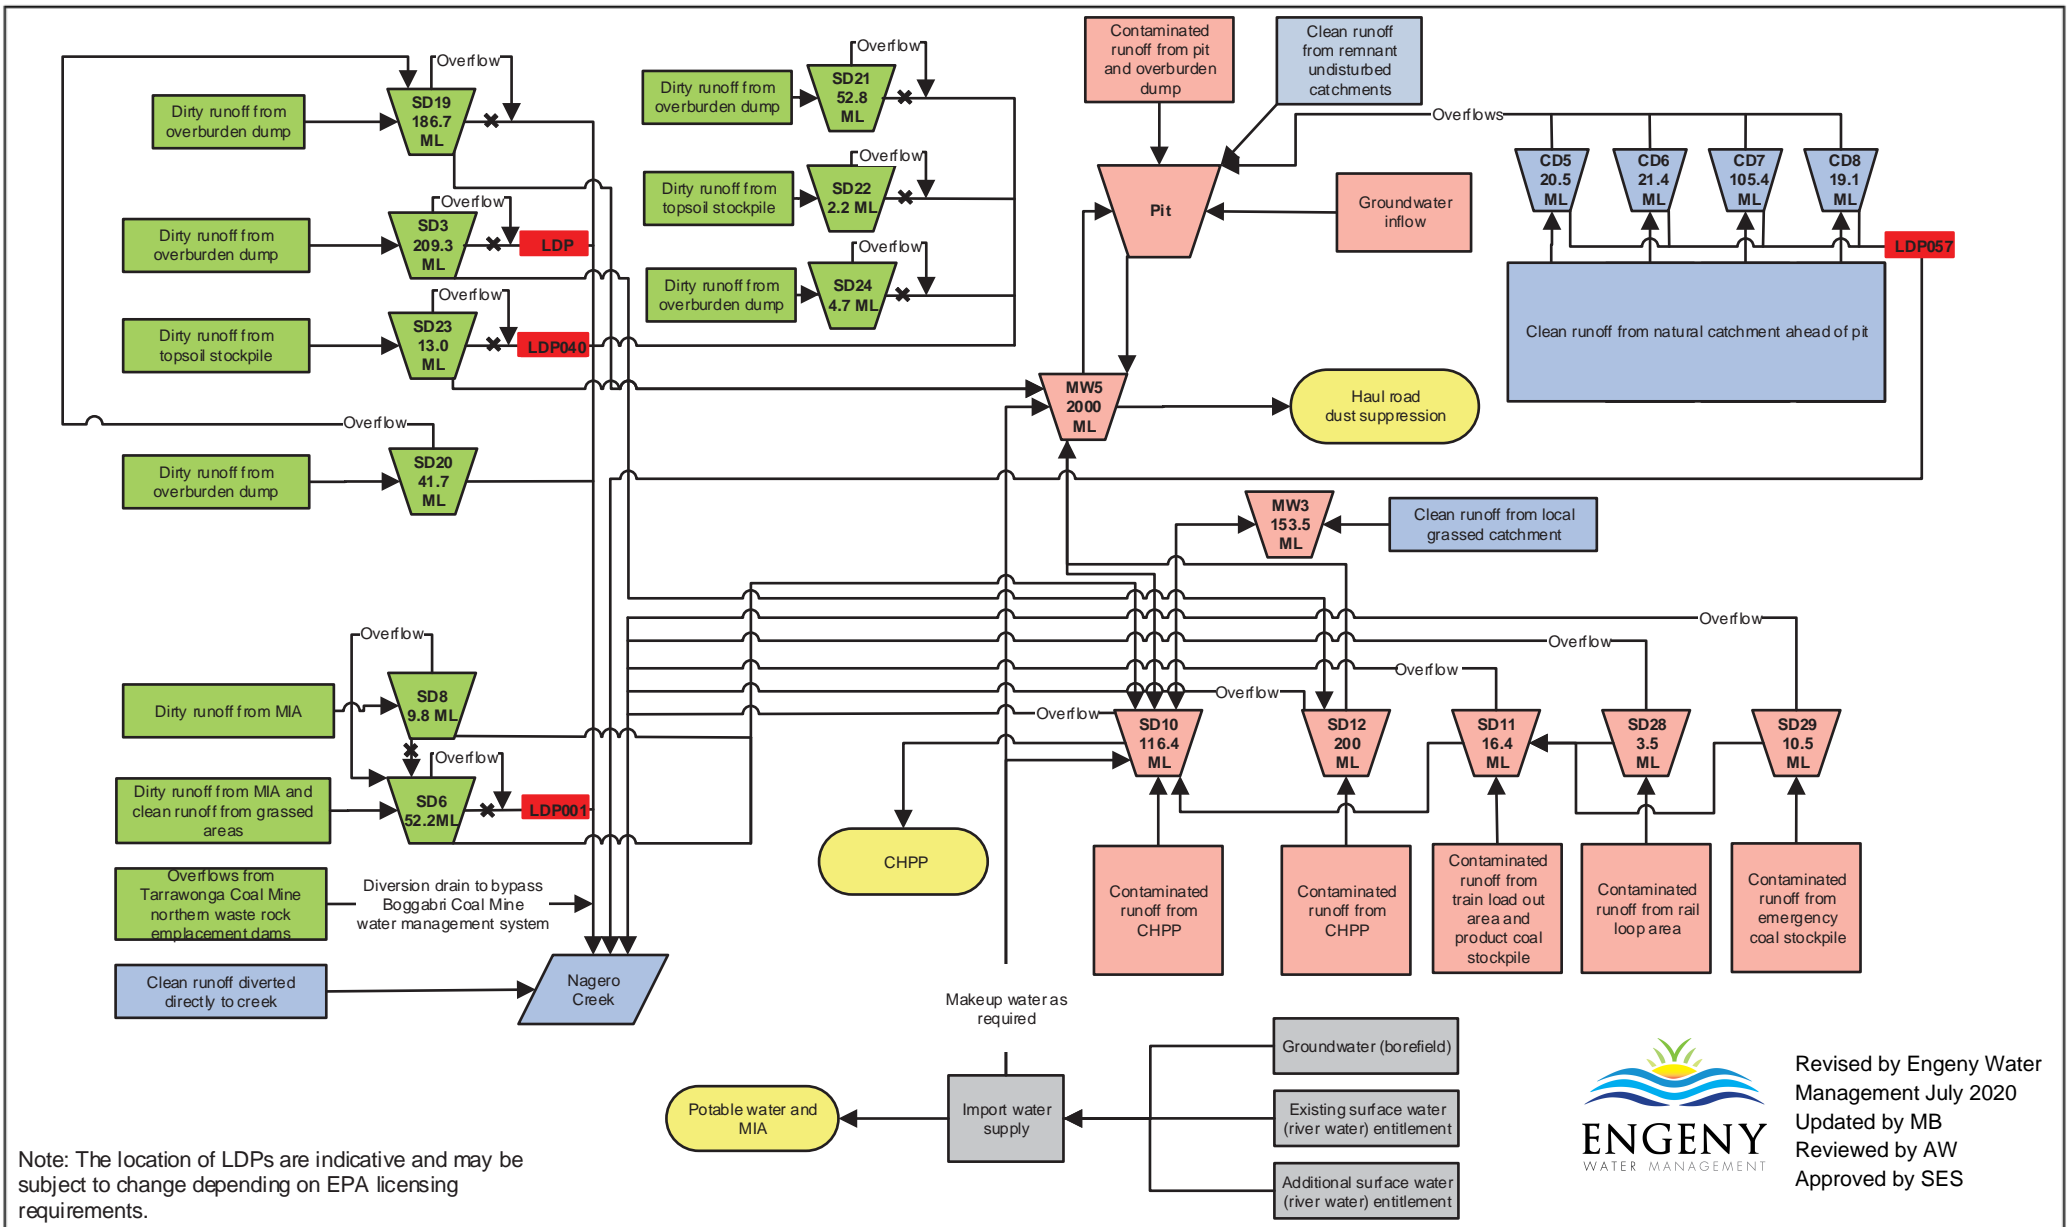 Overflow
SD19
186.7
ML
Dirty runoff from
overburden dump
Overflow
SD3
209.3
ML
LDP
Dirty runoff from
overburden dump
Overflow
SD23
13.0
ML
LDP040
Dirty runoff from
topsoil stockpile
Overflow
SD20
41.7
ML
Dirty runoff from
overburden dump
Overflow
SD21
52.8
ML
Dirty runoff from
overburden dump
Overflow
SD22
2.2 ML
Dirty runoff from
topsoil stockpile
Overflow
SD24
4.7 ML
Dirty runoff from
overburden dump
Contaminated
runoff from pit
and overburden
dump
Clean runoff
from remnant
undisturbed
catchments
Overflows
CD5
20.5
ML
CD6
21.4
ML
CD7
105.4
ML
CD8
19.1
ML
Pit
Groundwater
inflow
LDP057
Clean runoff from natural catchment ahead of pit
MW5
2000
ML
Haul road
dust suppression
MW3
153.5
ML
Clean runoff from local
grassed catchment
Overflow
SD8
9.8 ML
Dirty runoff from MIA
Overflow
SD6
52.2ML
LDP001
Dirty runoff from MIA and
clean runoff from grassed
areas
Overflows from
Tarrawonga Coal Mine
northern waste rock
emplacement dams
Diversion drain to bypass
Boggabri Coal Mine
water management system
Clean runoff diverted
directly to creek
Nagero
Creek
Overflow
Overflow
Overflow
Overflow
Overflow
SD10
116.4
ML
SD12
200
ML
SD11
16.4
ML
SD28
3.5
ML
SD29
10.5
ML
CHPP
Contaminated
runoff from
CHPP
Contaminated
runoff from
CHPP
Contaminated
runoff from
train load out
area and
product coal
stockpile
Contaminated
runoff from rail
loop area
Contaminated
runoff from
emergency
coal stockpile
Makeup water as
required
Groundwater (borefield)
Potable water and
MIA
Import water
supply
Existing surface water
(river water) entitlement
Additional surface water
(river water) entitlement
ENGENY
WATER MANAGEMENT
Revised by Engeny Water
Management July 2020
Updated by MB
Reviewed by AW
Approved by SES
Note: The location of LDPs are indicative and may be
subject to change depending on EPA licensing
requirements.